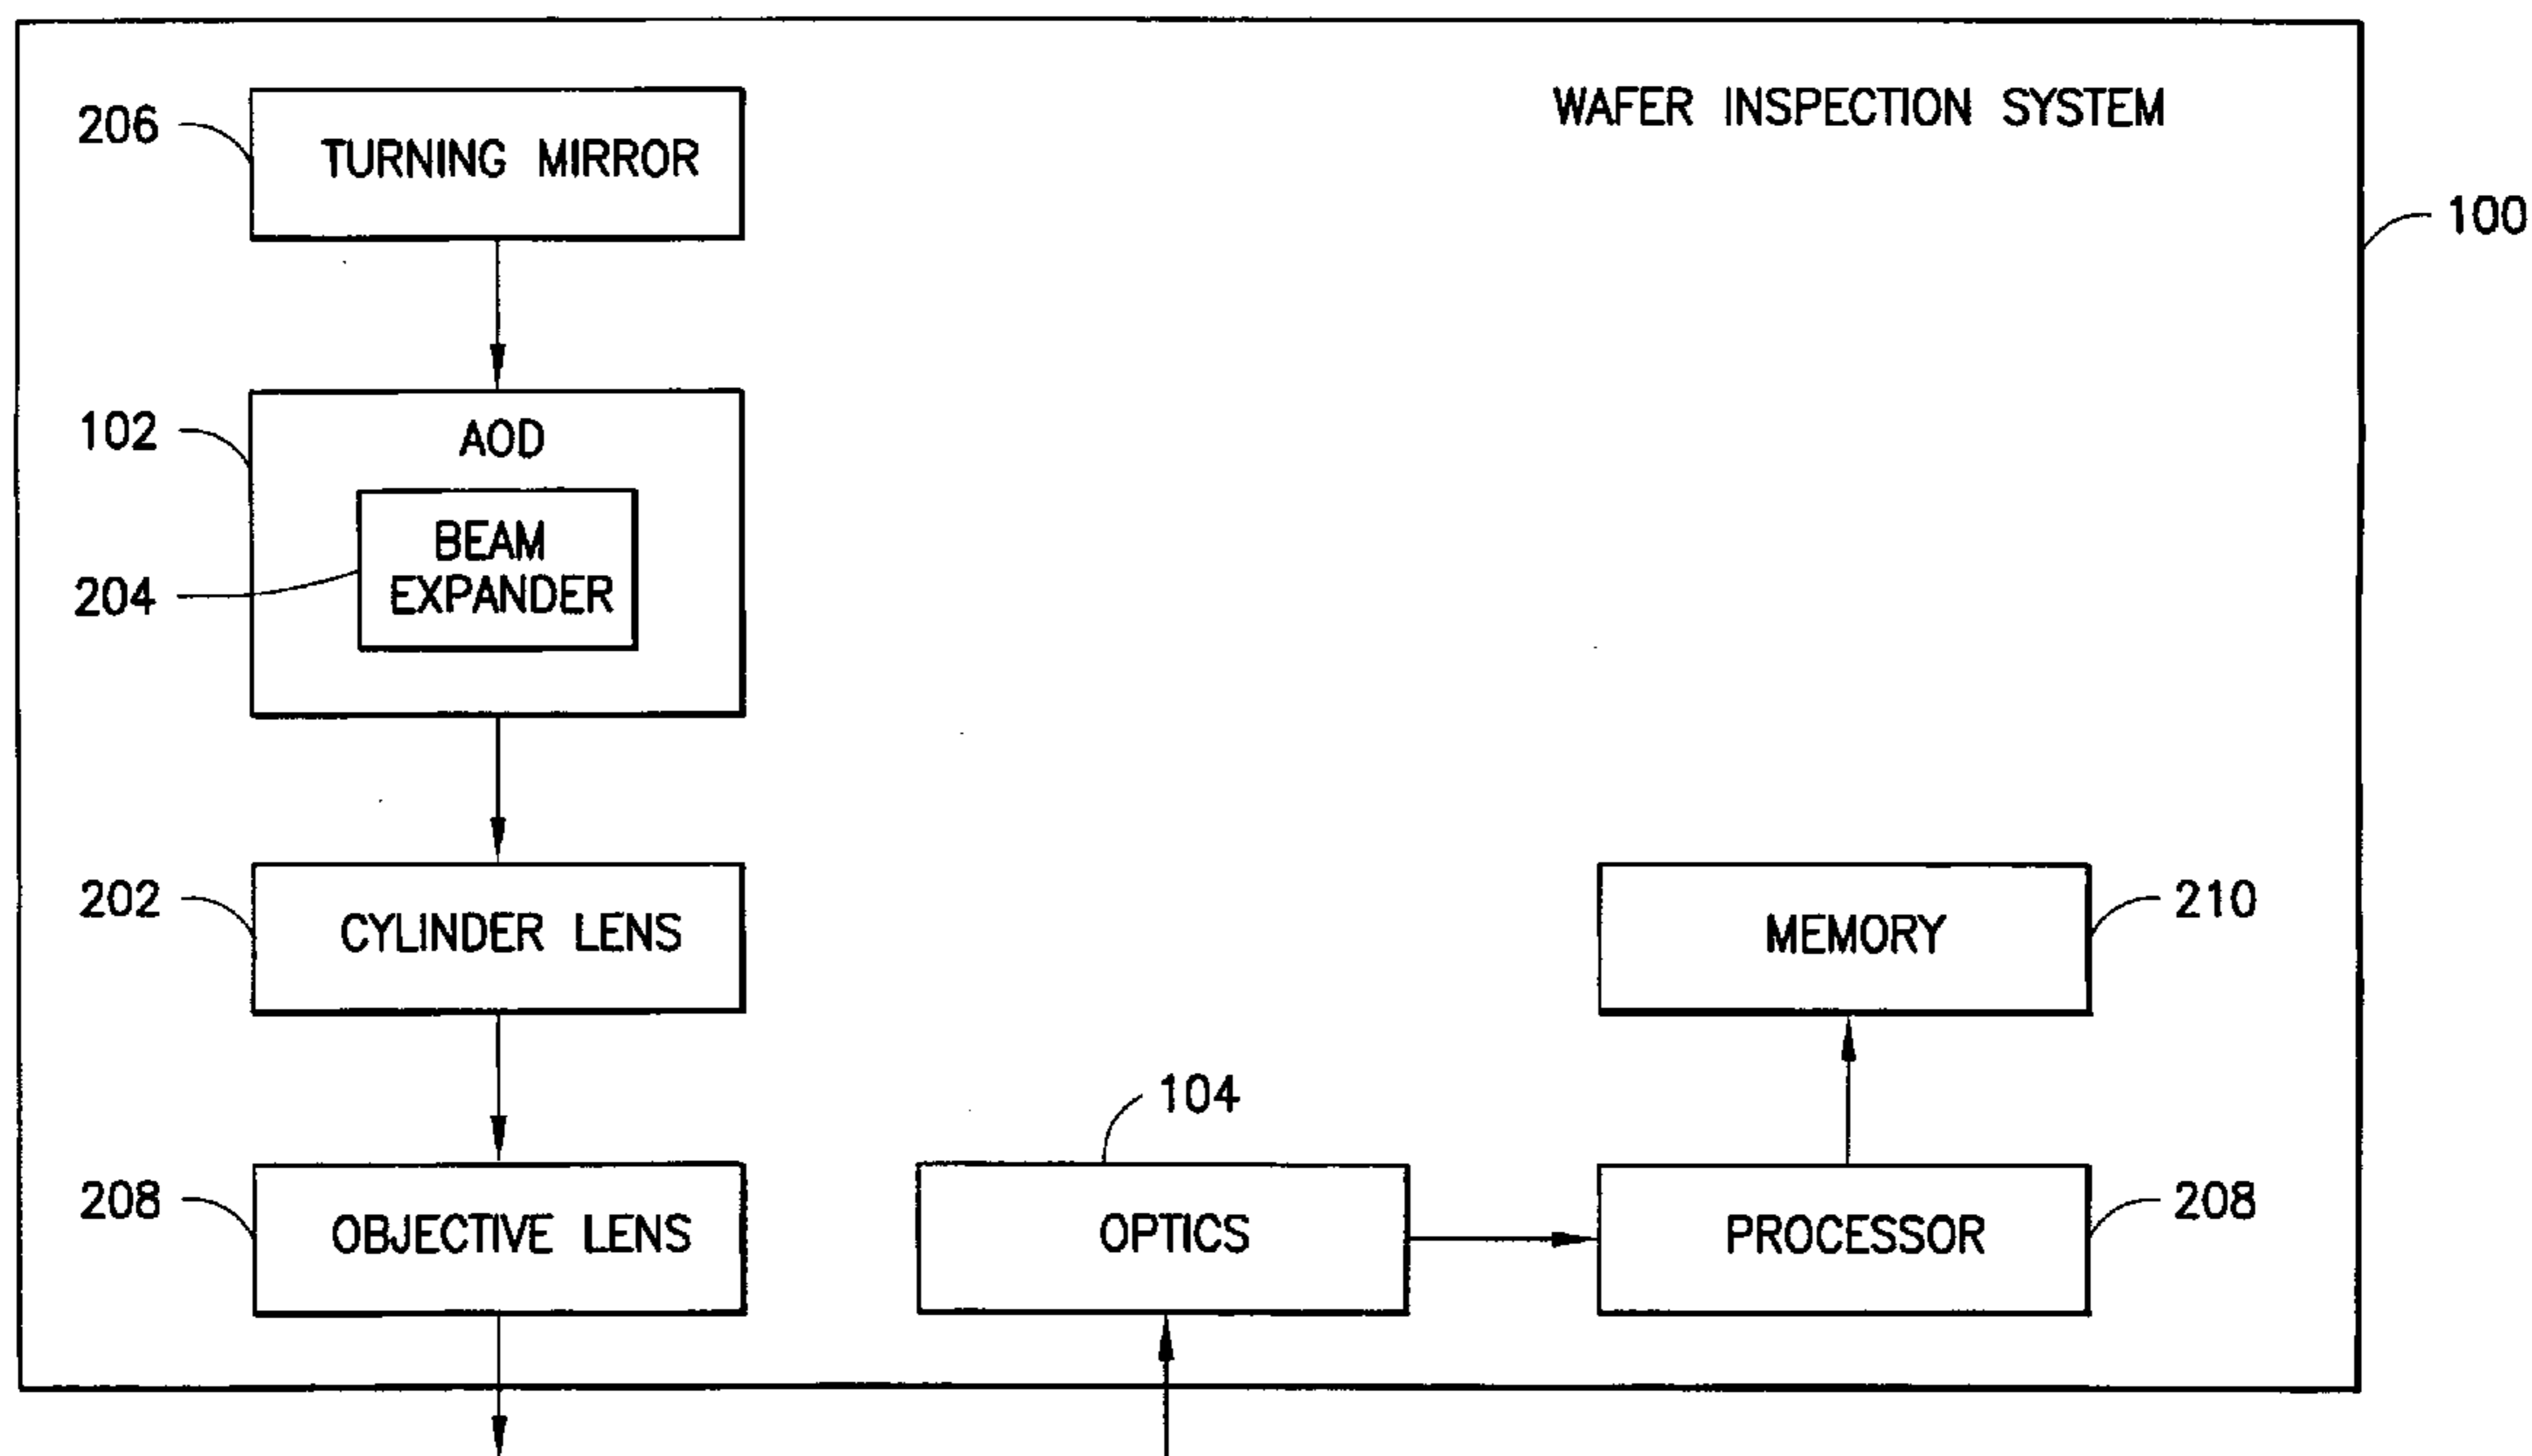 WAFER INSPECTION SYSTEM
206
TURNING MIRROR
100
102
AOD
204
BEAM
EXPANDER
202
CYLINDER LENS
MEMORY
210
104
208
OBJECTIVE LENS
OPTICS
PROCESSOR
208